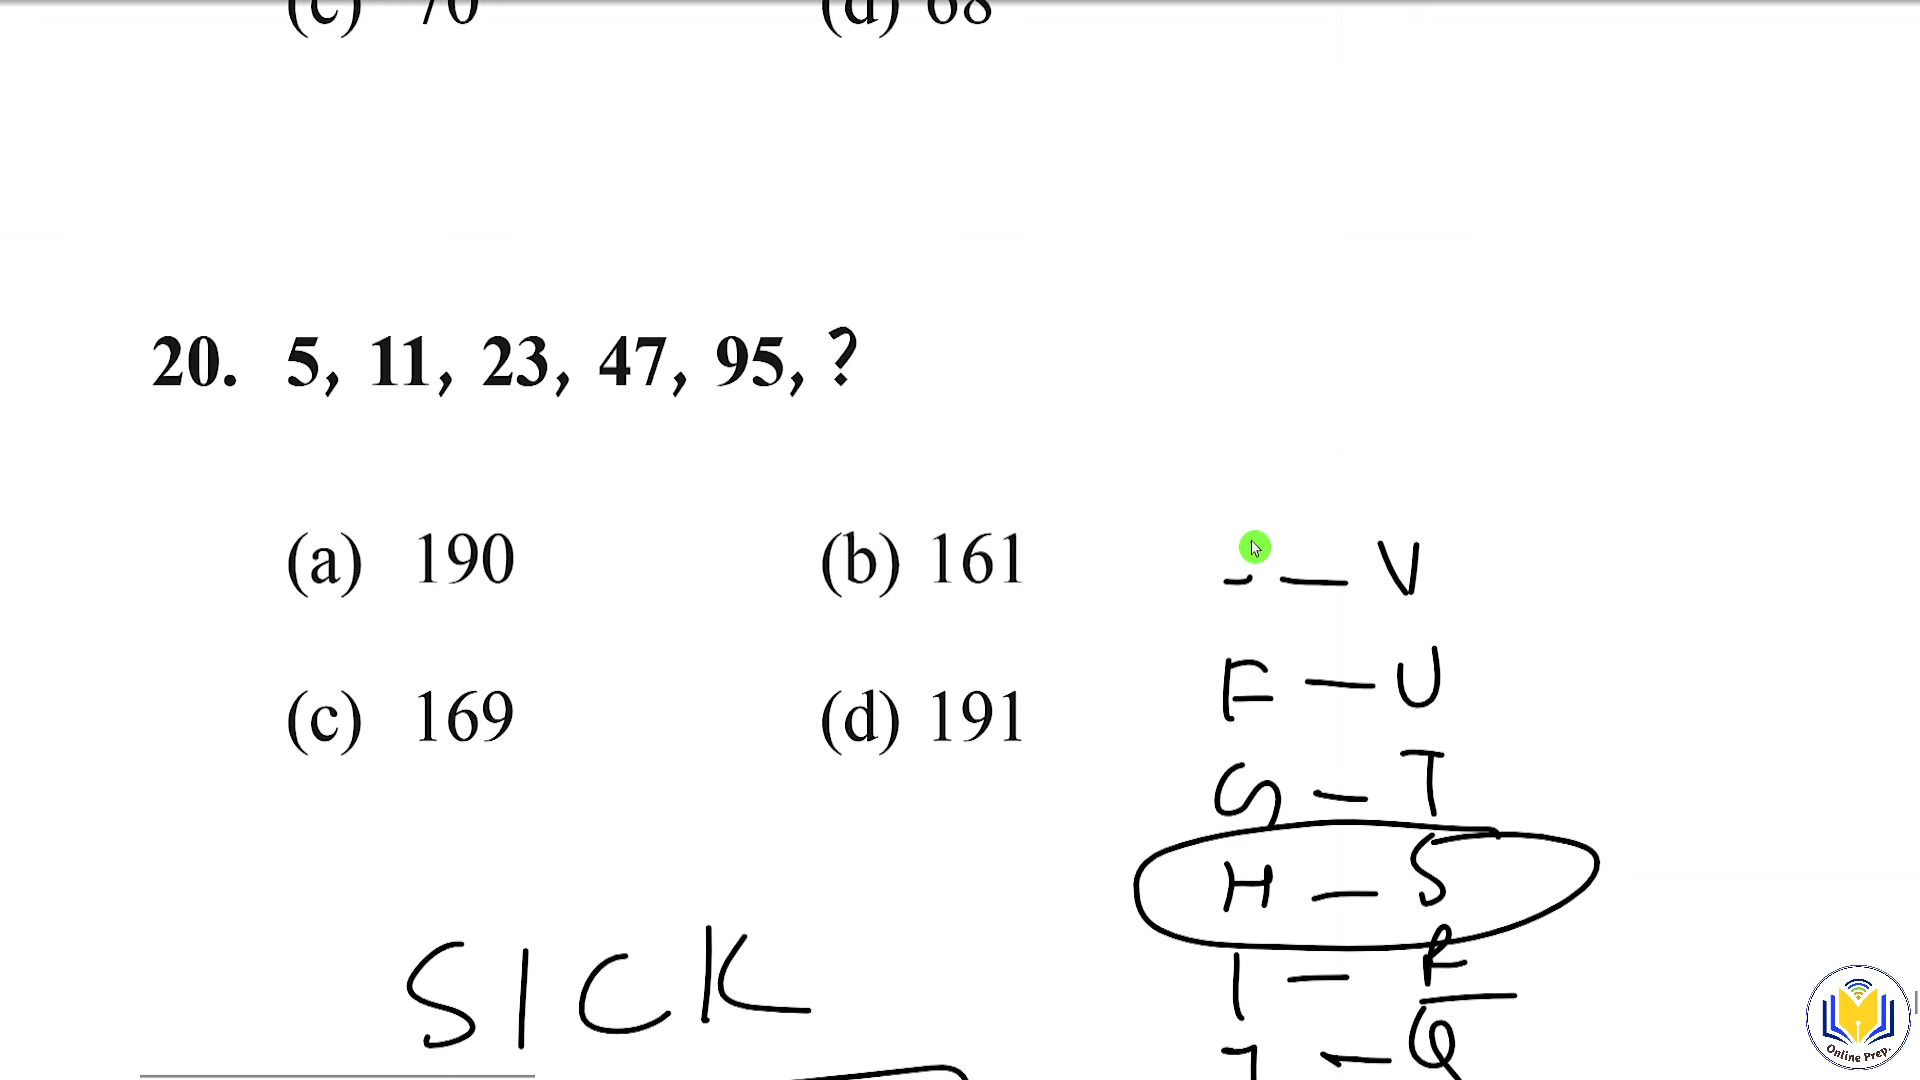 (c) 70 (d) 68
20. 5, 11, 23, 47, 95, ?
(a) 190 (b) 161
(c) 169 (d) 191
— V
F — U
G — T
H — S
I — R
J — Q
SICK
Online Prep.